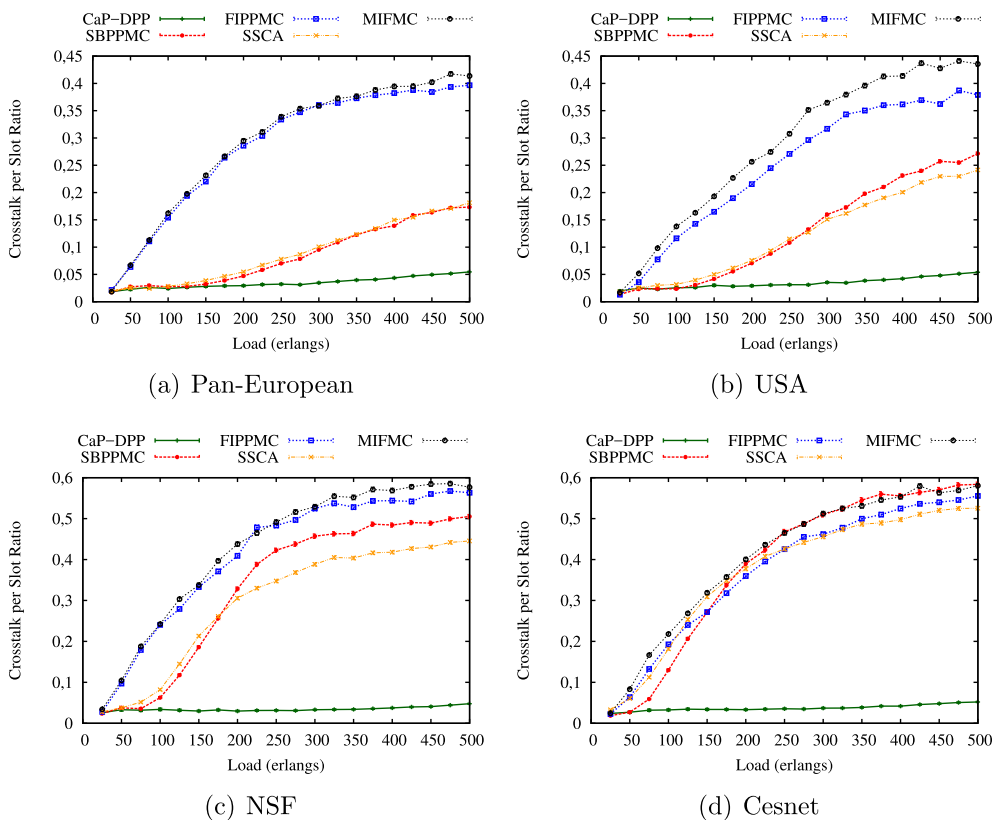 CaP-DPP FIPPMC MIFMC
SBPPMC SSCA
Crosstalk per Slot Ratio
0,45
0,4
0,35
0,3
0,25
0,2
0,15
0,1
0,05
0
0 50 100 150 200 250 300 350 400 450 500
Load (erlangs)
(a) Pan-European
CaP-DPP FIPPMC MIFMC
SBPPMC SSCA
Crosstalk per Slot Ratio
0,45
0,4
0,35
0,3
0,25
0,2
0,15
0,1
0,05
0
0 50 100 150 200 250 300 350 400 450 500
Load (erlangs)
(b) USA
CaP-DPP FIPPMC MIFMC
SBPPMC SSCA
Crosstalk per Slot Ratio
0,6
0,5
0,4
0,3
0,2
0,1
0
0 50 100 150 200 250 300 350 400 450 500
Load (erlangs)
(c) NSF
CaP-DPP FIPPMC MIFMC
SBPPMC SSCA
Crosstalk per Slot Ratio
0,6
0,5
0,4
0,3
0,2
0,1
0
0 50 100 150 200 250 300 350 400 450 500
Load (erlangs)
(d) Cesnet